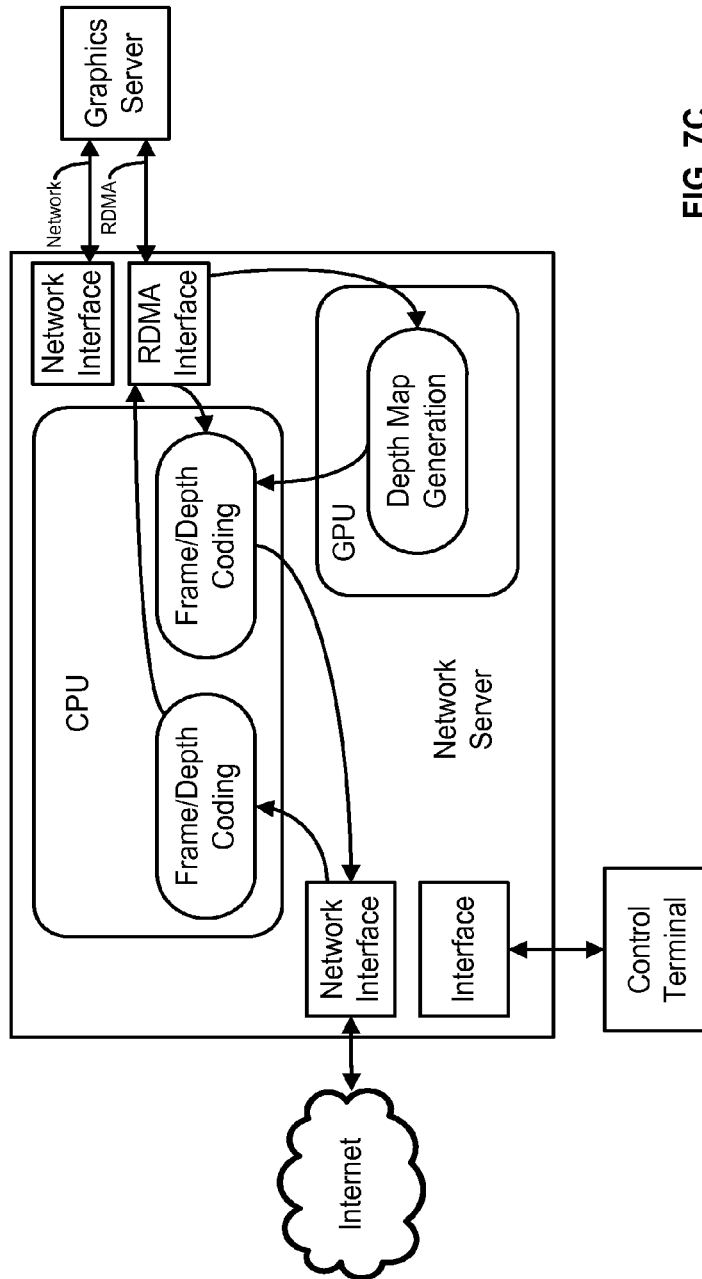 Graphics
Server
Network
RDMA
Network
Interface
RDMA
Interface
CPU
Frame/Depth
Coding
Frame/Depth
Coding
GPU
Depth Map
Generation
Network
Server
Network
Interface
Interface
Internet
Control
Terminal
FIG. 7C